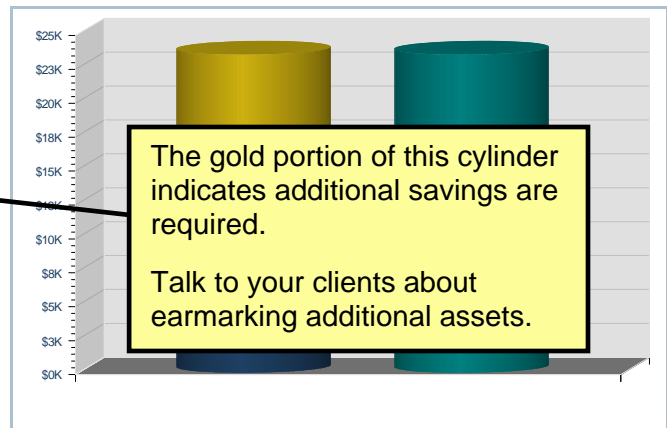 $25K
$23K
$20K
$18K
$15K
$13K
$10K
$8K
$5K
$3K
$0K
The gold portion of this cylinder
indicates additional savings are
required.
Talk to your clients about
earmarking additional assets.